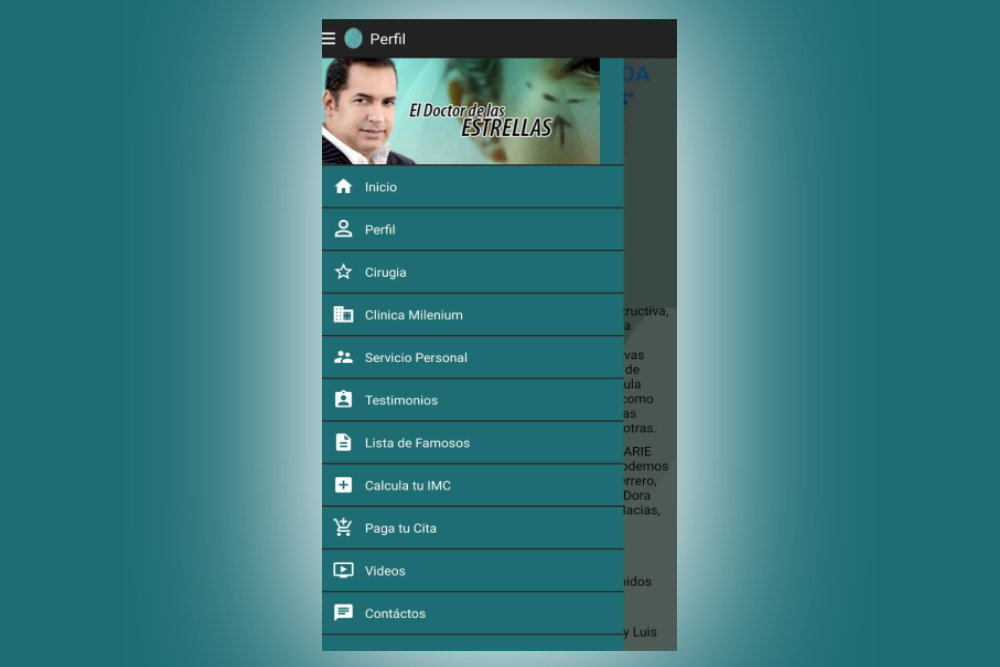 Perfil
El Doctor de las
ESTRELLAS
Inicio
Perfil
Cirugia
Clinica Milenium
Servicio Personal
Testimonios
Lista de Famosos
Calcula tu IMC
Paga tu Cita
Videos
Contáctos
DA
tructiva,
a
vas
de
ula
como
as
otras.
ARIE
odemos
errero,
Dora
Macias,
nidos
y Luis